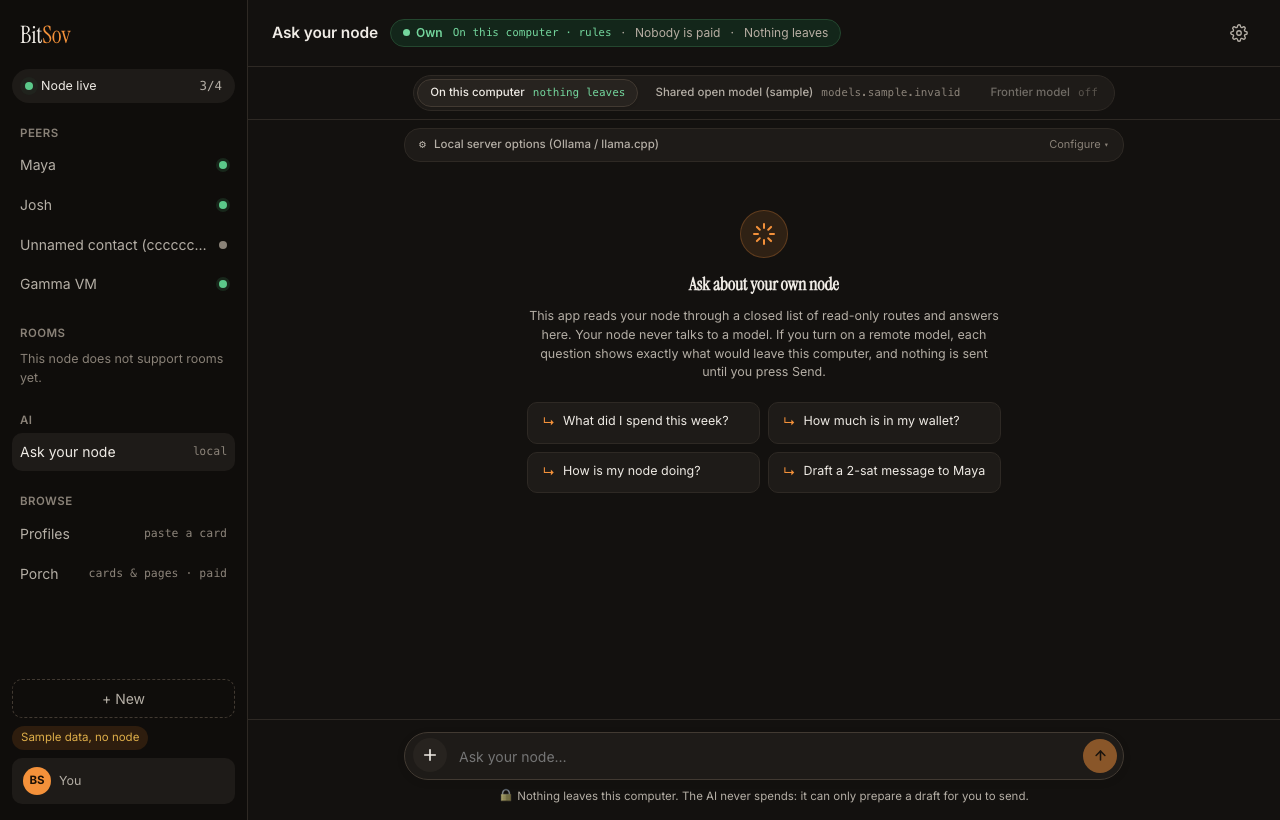 BitSov
Node live 3/4
PEERS
Maya
Josh
Unnamed contact (cccccc...
Gamma VM
ROOMS
This node does not support rooms
yet.
AI
Ask your node local
BROWSE
Profiles paste a card
Porch cards & pages · paid
+ New
Sample data, no node
BS You
Ask your node Own On this computer · rules · Nobody is paid · Nothing leaves
On this computer nothing leaves Shared open model (sample) models.sample.invalid Frontier model off
Local server options (Ollama / llama.cpp) Configure
Ask about your own node
This app reads your node through a closed list of read-only routes and answers
here. Your node never talks to a model. If you turn on a remote model, each
question shows exactly what would leave this computer, and nothing is sent
until you press Send.
What did I spend this week? How much is in my wallet?
How is my node doing? Draft a 2-sat message to Maya
Ask your node...
Nothing leaves this computer. The AI never spends: it can only prepare a draft for you to send.